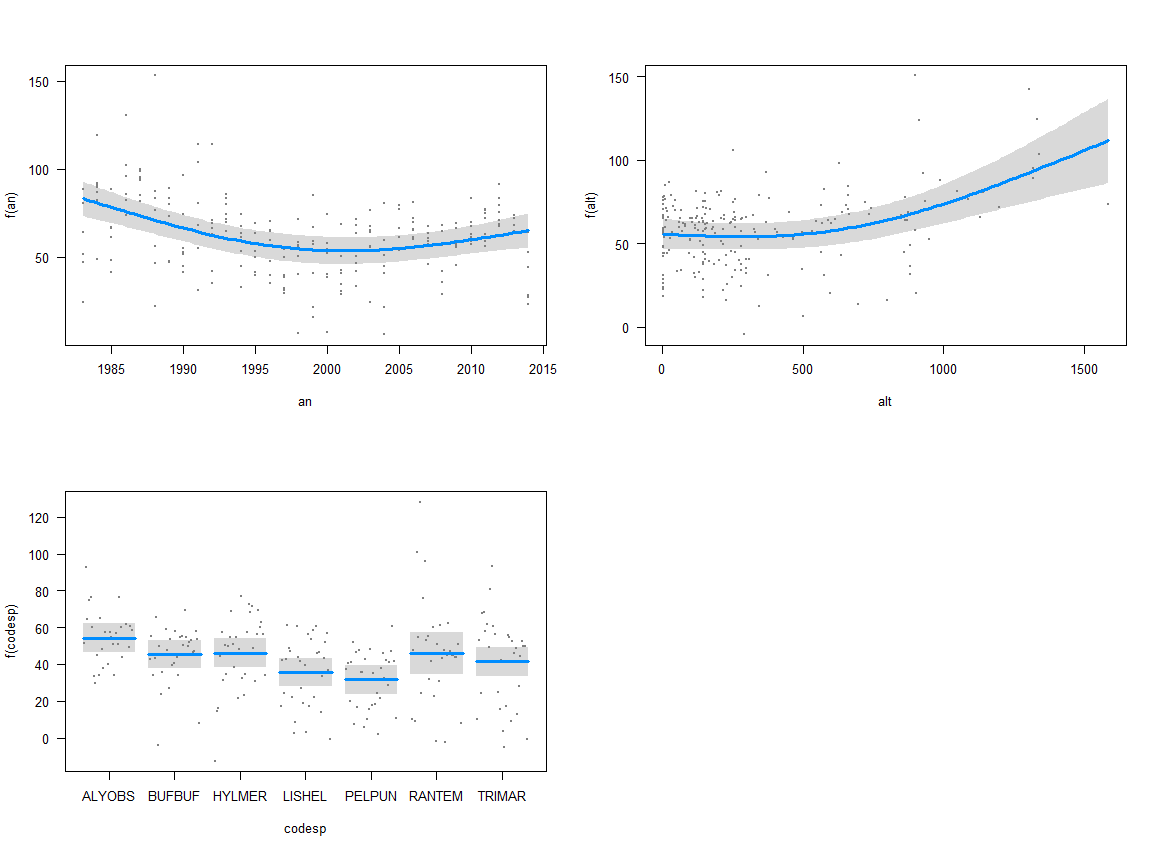 f(an)
150
100
50
1985 1990 1995 2000 2005 2010 2015
an
f(alt)
150
100
50
0
0 500 1000 1500
alt
f(codesp)
120
100
80
60
40
20
0
ALYOBS BUFBUF HYLMER LISHEL PELPUN RANTEM TRIMAR
codesp